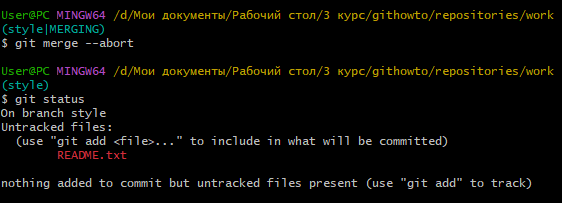 User@PC MINGW64 /d/Мои документы/Рабочий стол/3 курс/githowto/repositories/work
(style|MERGING)
$ git merge --abort
User@PC MINGW64 /d/Мои документы/Рабочий стол/3 курс/githowto/repositories/work
(style)
$ git status
On branch style
Untracked files:
  (use "git add <file>..." to include in what will be committed)
        README.txt
nothing added to commit but untracked files present (use "git add" to track)